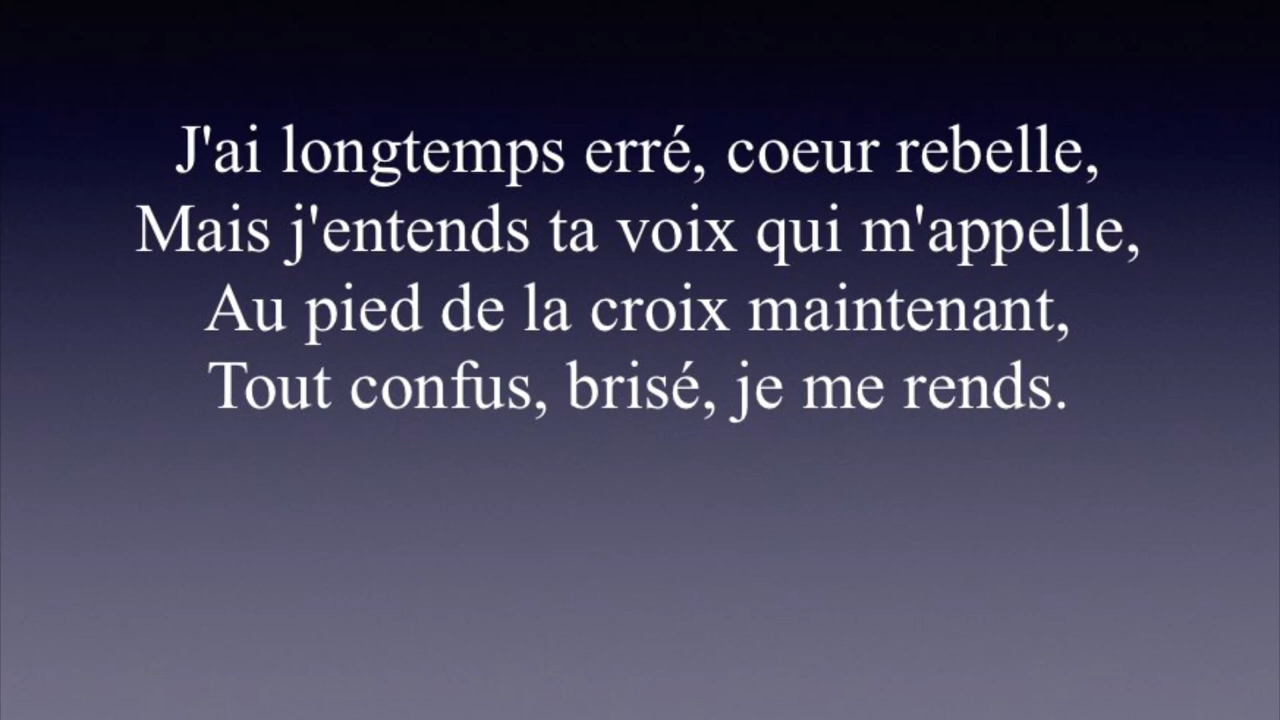 J'ai longtemps erré, coeur rebelle,
Mais j'entends ta voix qui m'appelle,
Au pied de la croix maintenant,
Tout confus, brisé, je me rends.